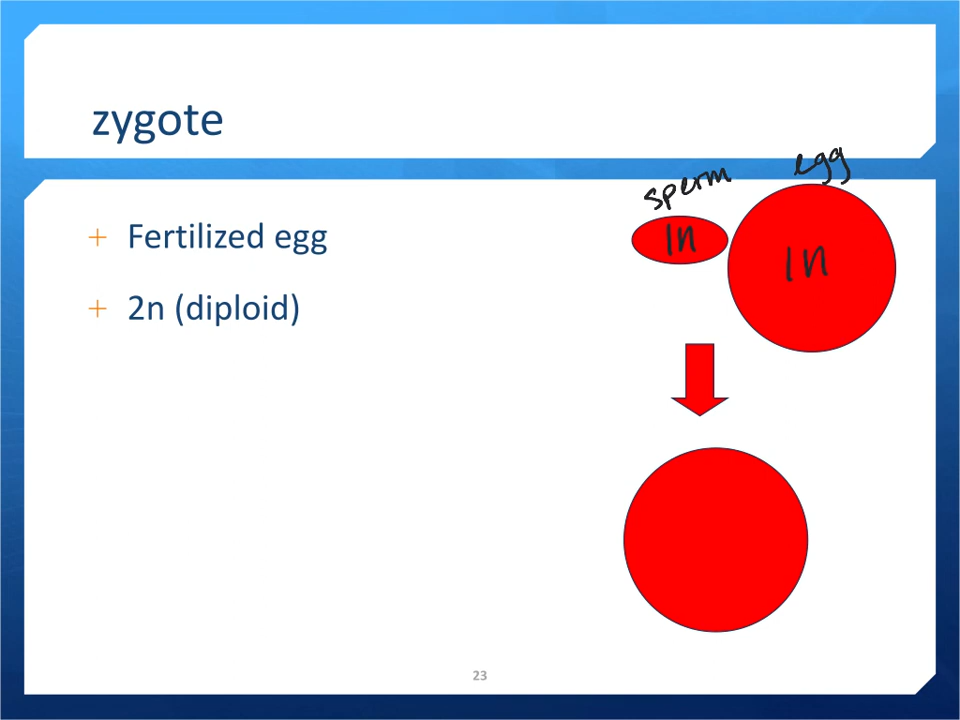 zygote
Fertilized egg
2n (diploid)
sperm
egg
1n
1n
23